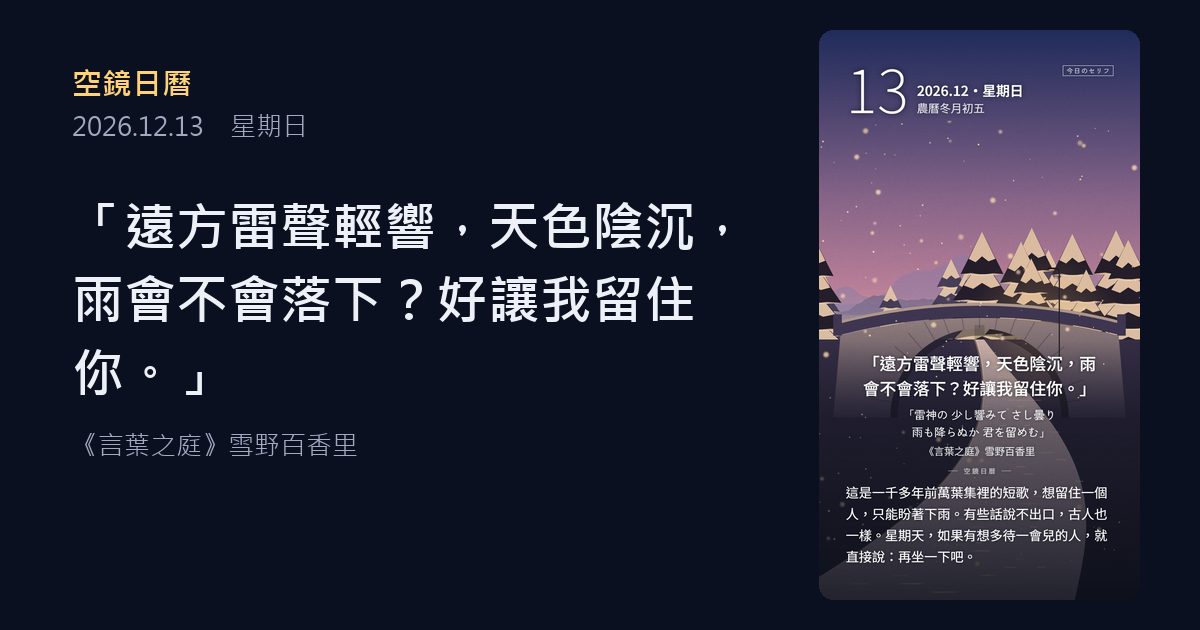 空鏡日曆
2026.12.13　星期日
「遠方雷聲輕響，天色陰沉，
雨會不會落下？好讓我留住
你。」
《言葉之庭》雪野百香里
13
2026.12・星期日
農曆冬月初五
今日のセリフ
「遠方雷聲輕響，天色陰沉，雨
會不會落下？好讓我留住你。」
「雷神の 少し響みて さし曇り
雨も降らぬか 君を留めむ」
《言葉之庭》雪野百香里
— 空鏡日曆 —
這是一千多年前萬葉集裡的短歌，想留住一個
人，只能盼著下雨。有些話說不出口，古人也
一樣。星期天，如果有想多待一會兒的人，就
直接說：再坐一下吧。